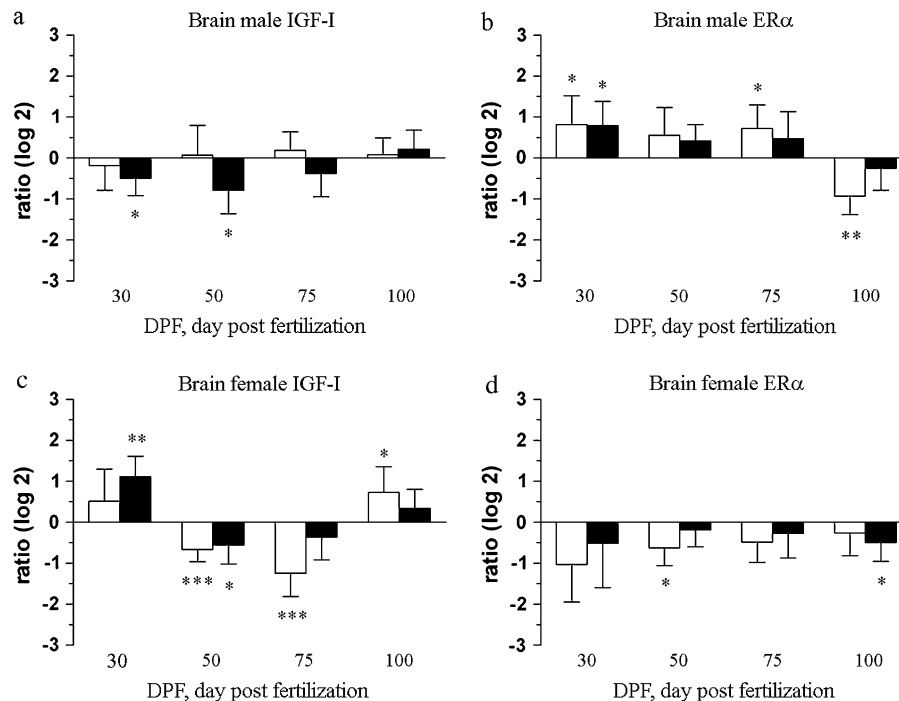 a
Brain male IGF-I
3
2
1
0
-1
-2
-3
ratio (log 2)
*
*
30 50 75 100
DPF, day post fertilization
b
Brain male ERα
3
2
1
0
-1
-2
-3
ratio (log 2)
* * *
**
30 50 75 100
DPF, day post fertilization
c
Brain female IGF-I
3
2
1
0
-1
-2
-3
ratio (log 2)
** *
*** *
***
30 50 75 100
DPF, day post fertilization
d
Brain female ERα
3
2
1
0
-1
-2
-3
ratio (log 2)
* *
30 50 75 100
DPF, day post fertilization